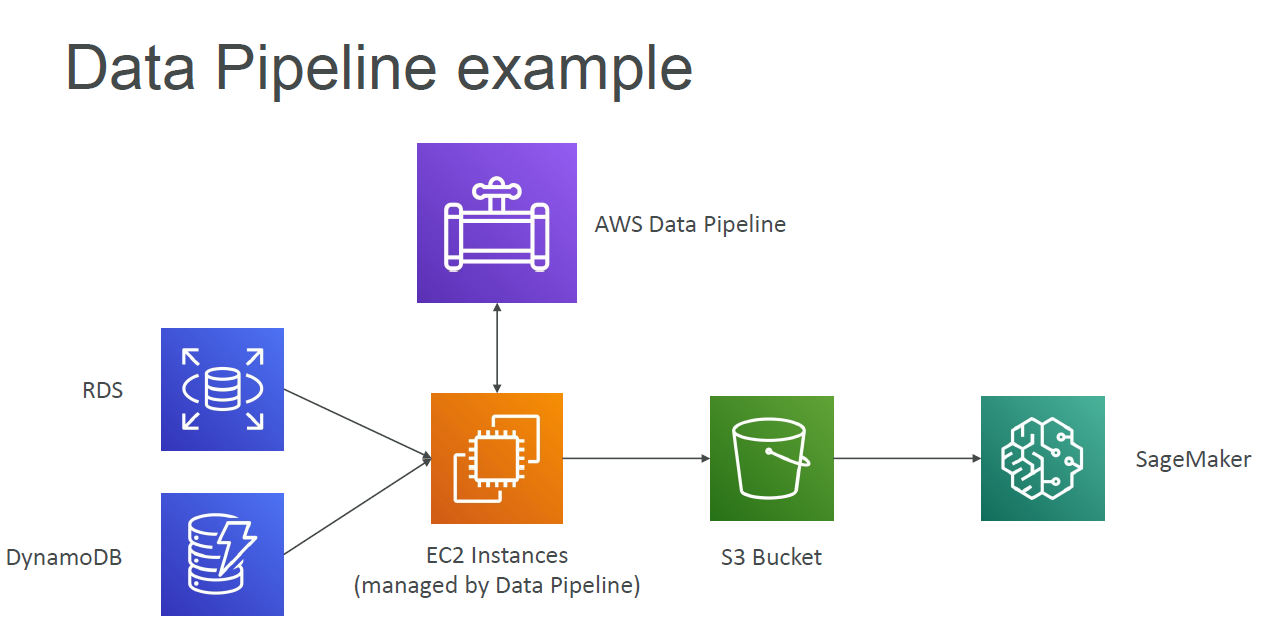 Data Pipeline example
AWS Data Pipeline
RDS
DynamoDB
EC2 Instances
(managed by Data Pipeline)
S3 Bucket
SageMaker